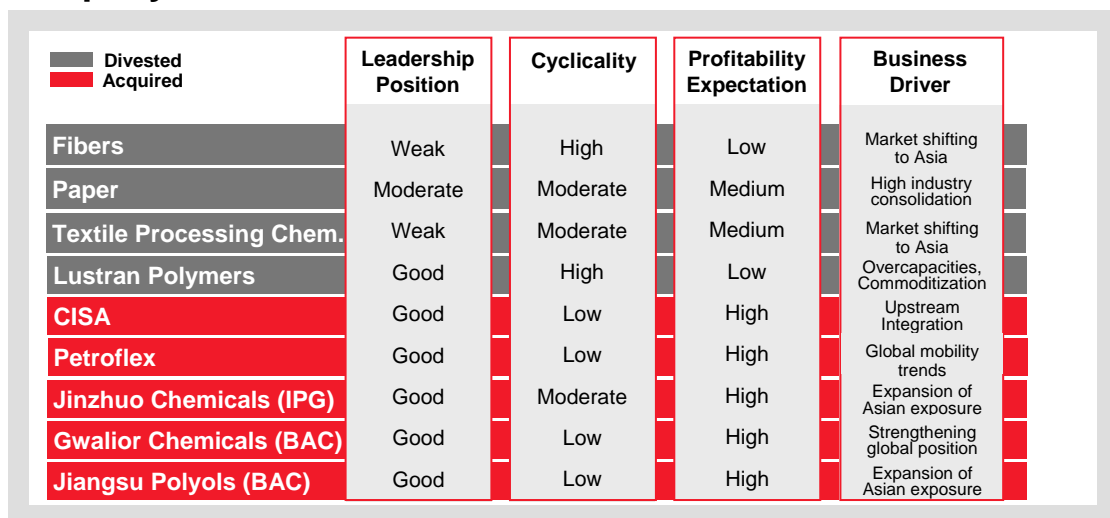 Divested
Acquired
Leadership
Position
Cyclicality
Profitability
Expectation
Business
Driver
Fibers
Weak
High
Low
Market shifting
to Asia
Paper
Moderate
Moderate
Medium
High industry
consolidation
Textile Processing Chem.
Weak
Moderate
Medium
Market shifting
to Asia
Lustran Polymers
Good
High
Low
Overcapacities,
Commoditization
CISA
Good
Low
High
Upstream
Integration
Petroflex
Good
Low
High
Global mobility
trends
Jinzhuo Chemicals (IPG)
Good
Moderate
High
Expansion of
Asian exposure
Gwalior Chemicals (BAC)
Good
Low
High
Strengthening
global position
Jiangsu Polyols (BAC)
Good
Low
High
Expansion of
Asian exposure